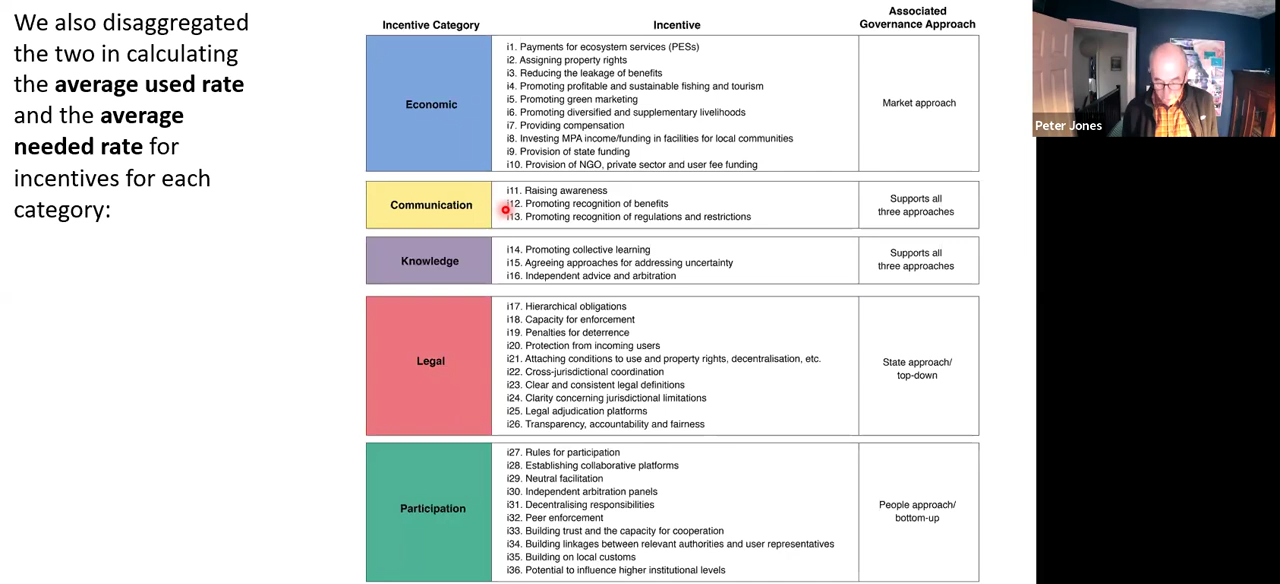 We also disaggregated
the two in calculating
the average used rate
and the average
needed rate for
incentives for each
category:
Incentive Category
Incentive
Associated
Governance Approach
Economic
i1. Payments for ecosystem services (PESs)
i2. Assigning property rights
i3. Reducing the leakage of benefits
i4. Promoting profitable and sustainable fishing and tourism
i5. Promoting green marketing
i6. Promoting diversified and supplementary livelihoods
i7. Providing compensation
i8. Investing MPA income/funding in facilities for local communities
i9. Provision of state funding
i10. Provision of NGO, private sector and user fee funding
Market approach
Communication
i11. Raising awareness
i12. Promoting recognition of benefits
i13. Promoting recognition of regulations and restrictions
Supports all
three approaches
Knowledge
i14. Promoting collective learning
i15. Agreeing approaches for addressing uncertainty
i16. Independent advice and arbitration
Supports all
three approaches
Legal
i17. Hierarchical obligations
i18. Capacity for enforcement
i19. Penalties for deterrence
i20. Protection from incoming users
i21. Attaching conditions to use and property rights, decentralisation, etc.
i22. Cross-jurisdictional coordination
i23. Clear and consistent legal definitions
i24. Clarity concerning jurisdictional limitations
i25. Legal adjudication platforms
i26. Transparency, accountability and fairness
State approach/
top-down
Participation
i27. Rules for participation
i28. Establishing collaborative platforms
i29. Neutral facilitation
i30. Independent arbitration panels
i31. Decentralising responsibilities
i32. Peer enforcement
i33. Building trust and the capacity for cooperation
i34. Building linkages between relevant authorities and user representatives
i35. Building on local customs
i36. Potential to influence higher institutional levels
People approach/
bottom-up
Peter Jones